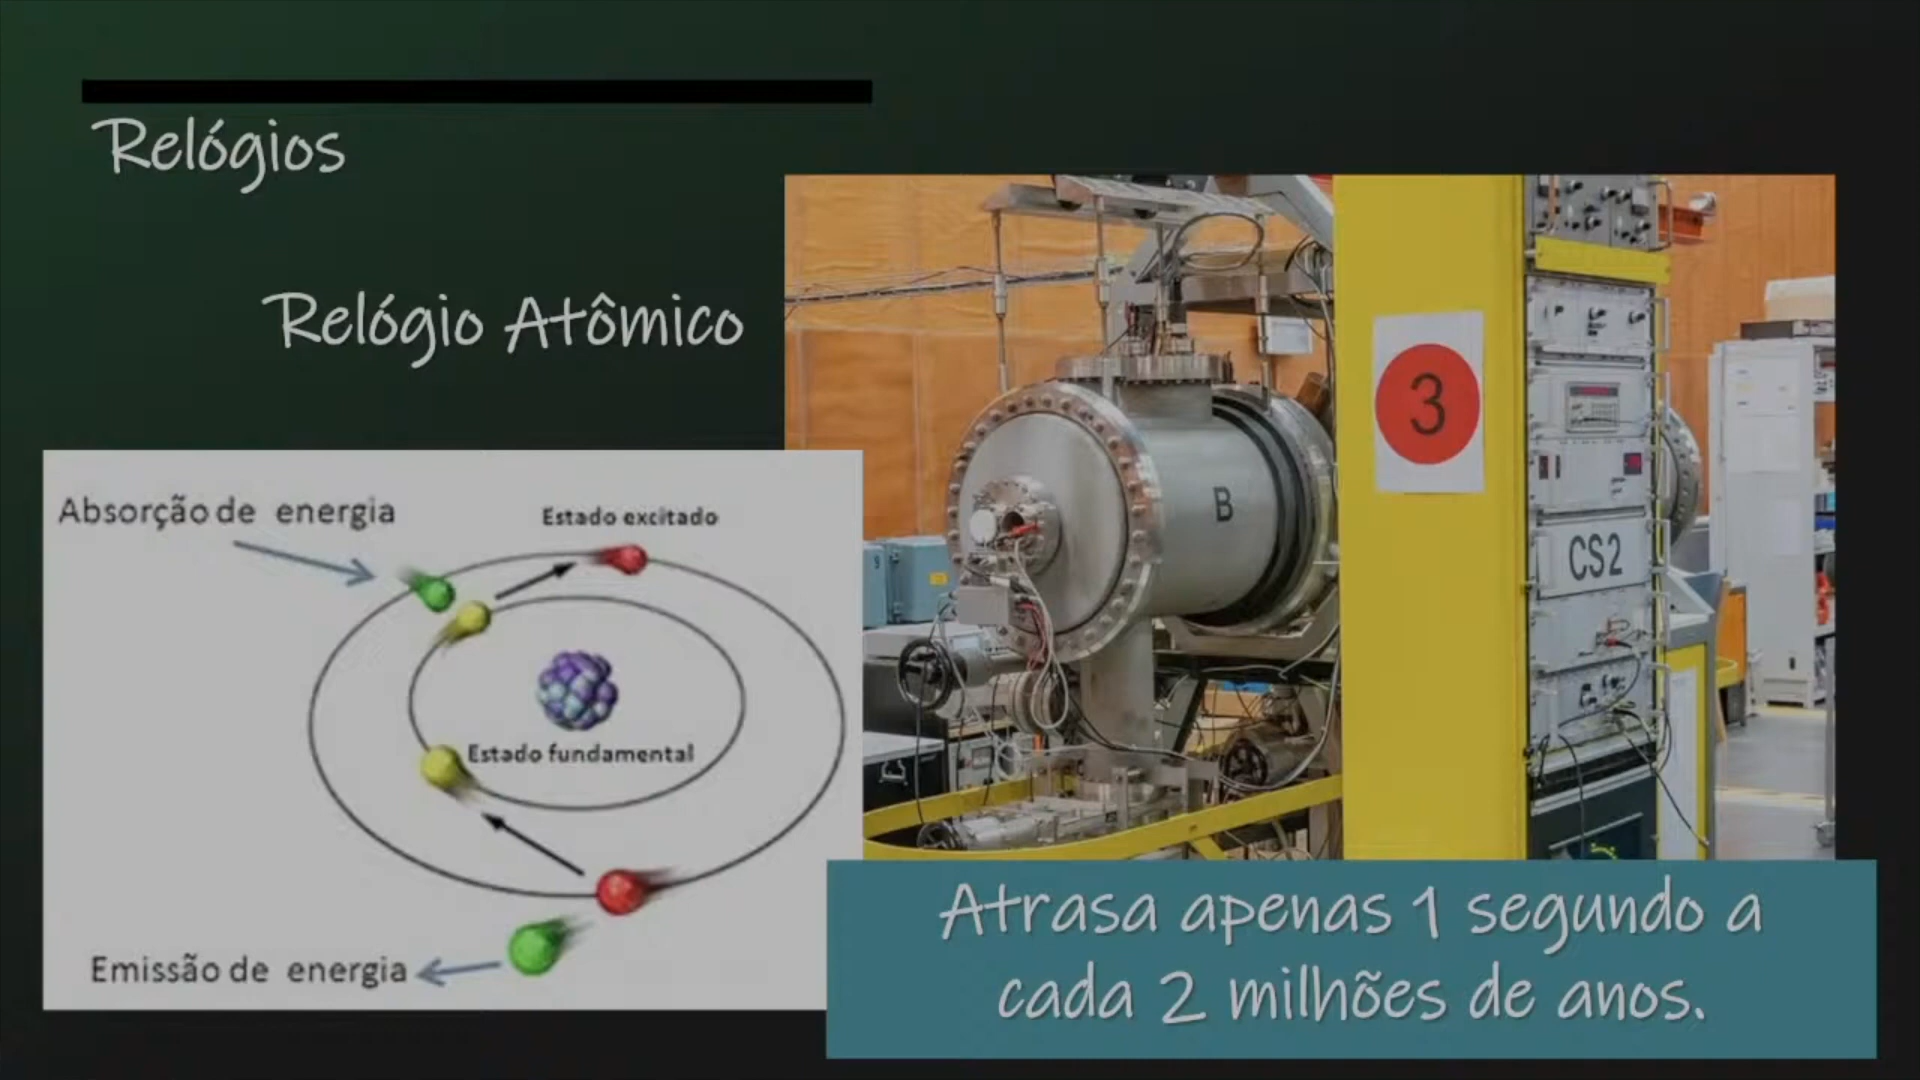 Relógios
Relógio Atômico
Absorção de energia
Estado excitado
Estado fundamental
Emissão de energia
B
3
CS2
Atrasa apenas 1 segundo a
cada 2 milhões de anos.